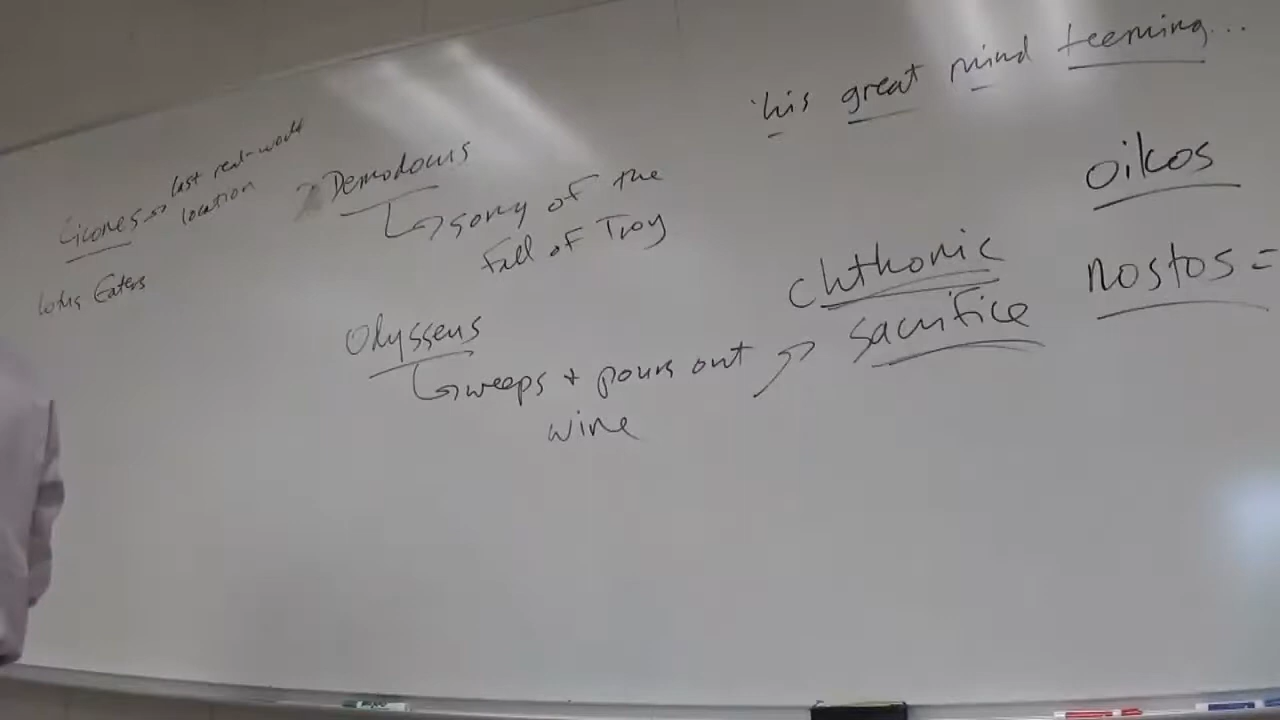 'his great mind teeming...
Cicones → last real-world
location
Lotus Eaters
Demodocus
↳ song of the
fall of Troy
Odysseus
↳ weeps + pours out →
wine
chthonic
sacrifice
oikos
nostos =